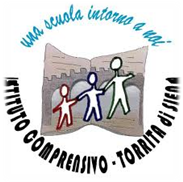 una scuola intorno a noi
ISTITUTO COMPRENSIVO - TORRITA di SIENA